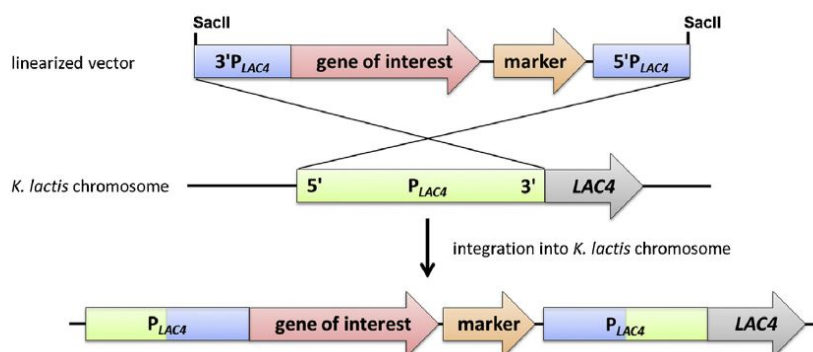 SacII SacII
linearized vector 3'PLAC4 gene of interest marker 5'PLAC4
K. lactis chromosome 5' PLAC4 3' LAC4
integration into K. lactis chromosome
PLAC4 gene of interest marker PLAC4 LAC4